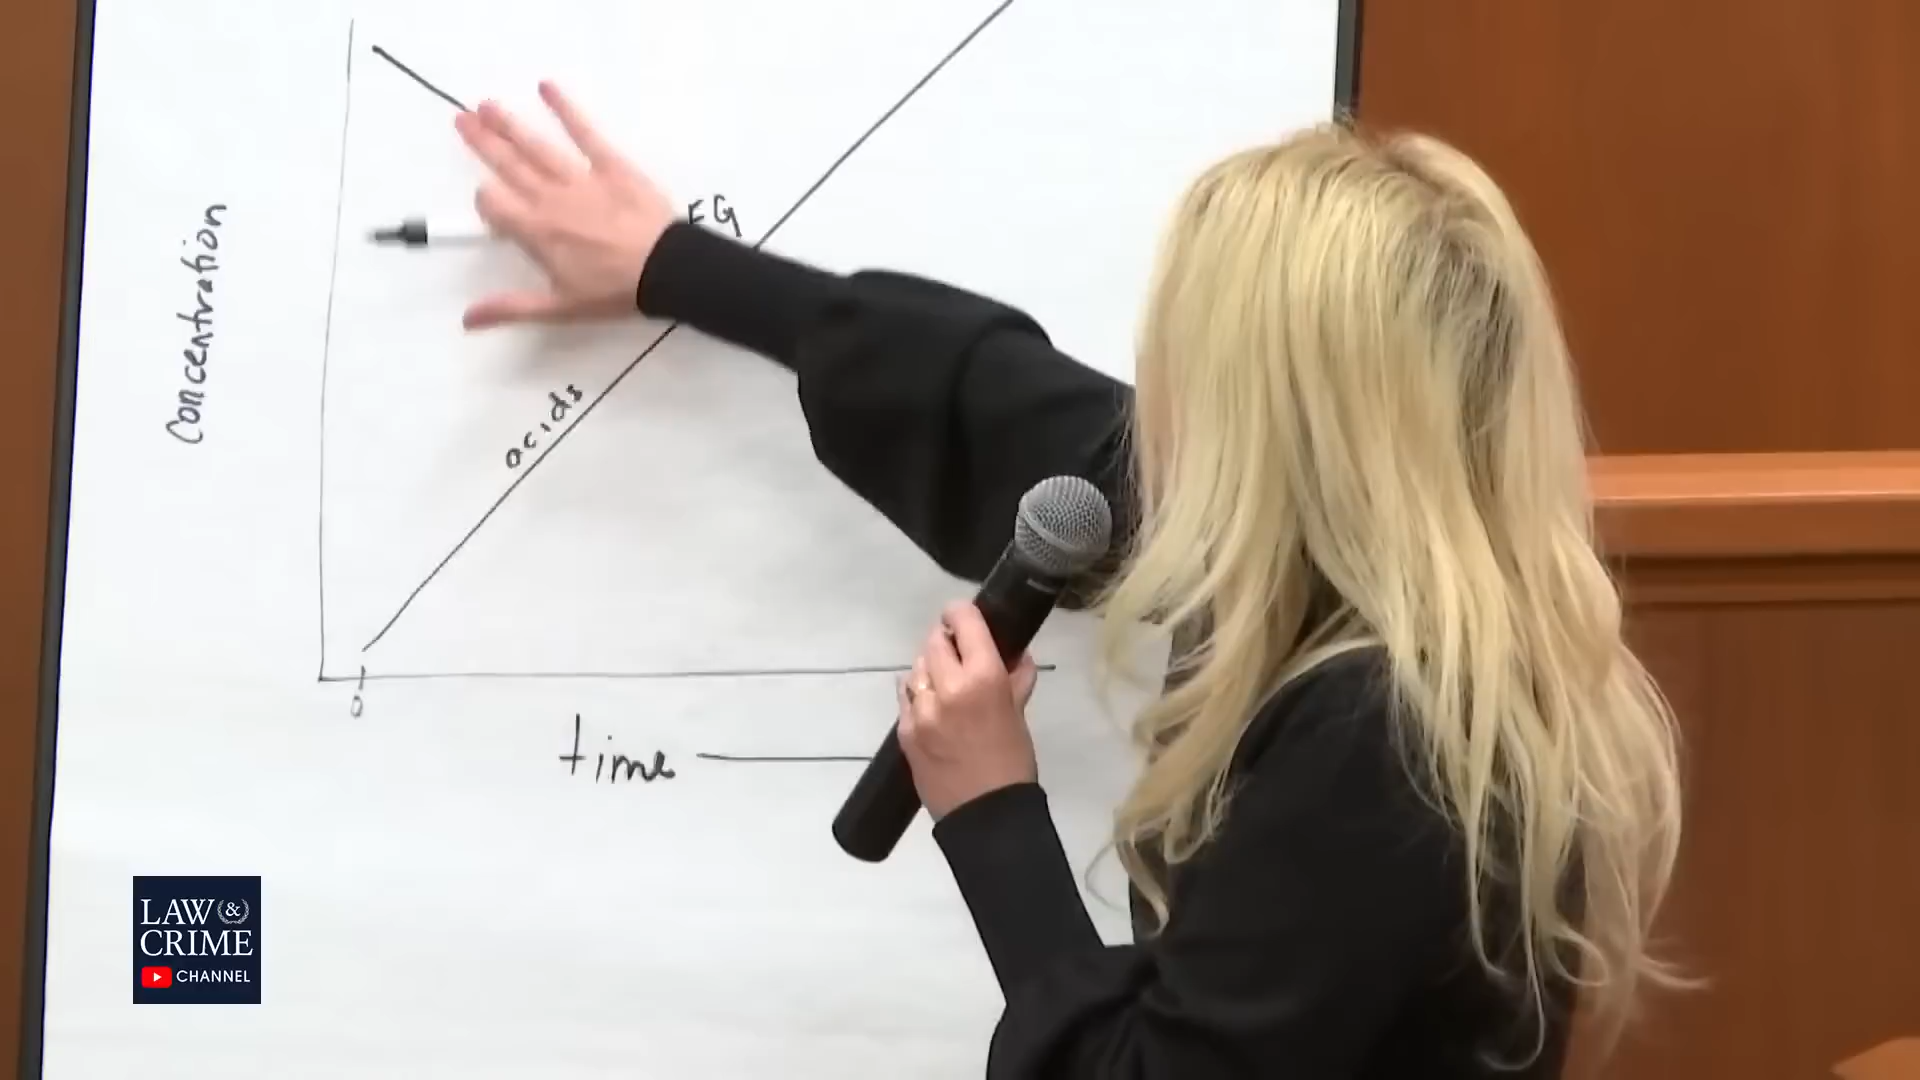 EG
Concentration
acids
0
time
LAW &
CRIME
CHANNEL